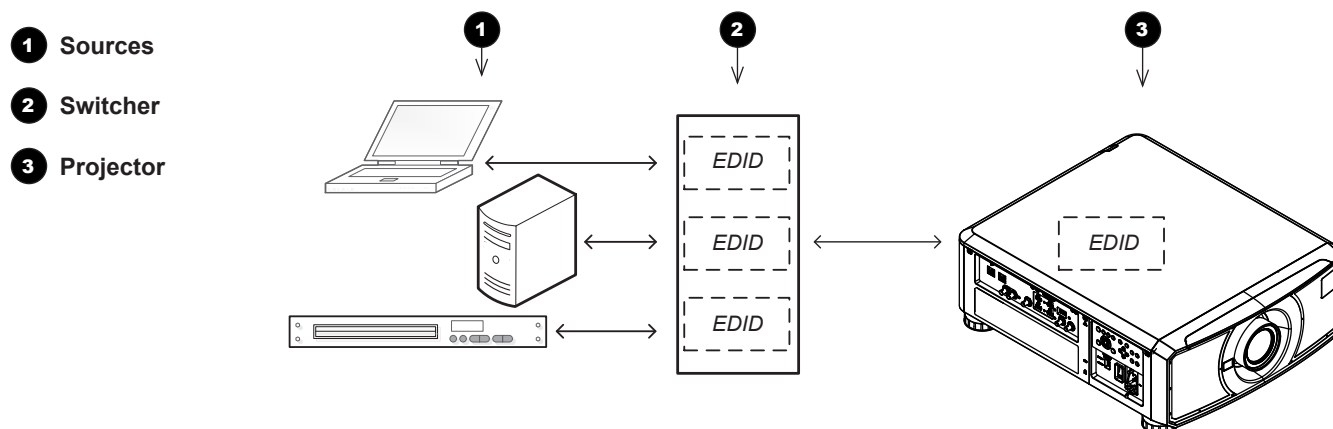 1 Sources
2 Switcher
3 Projector
1
2
3
EDID
EDID
EDID
EDID